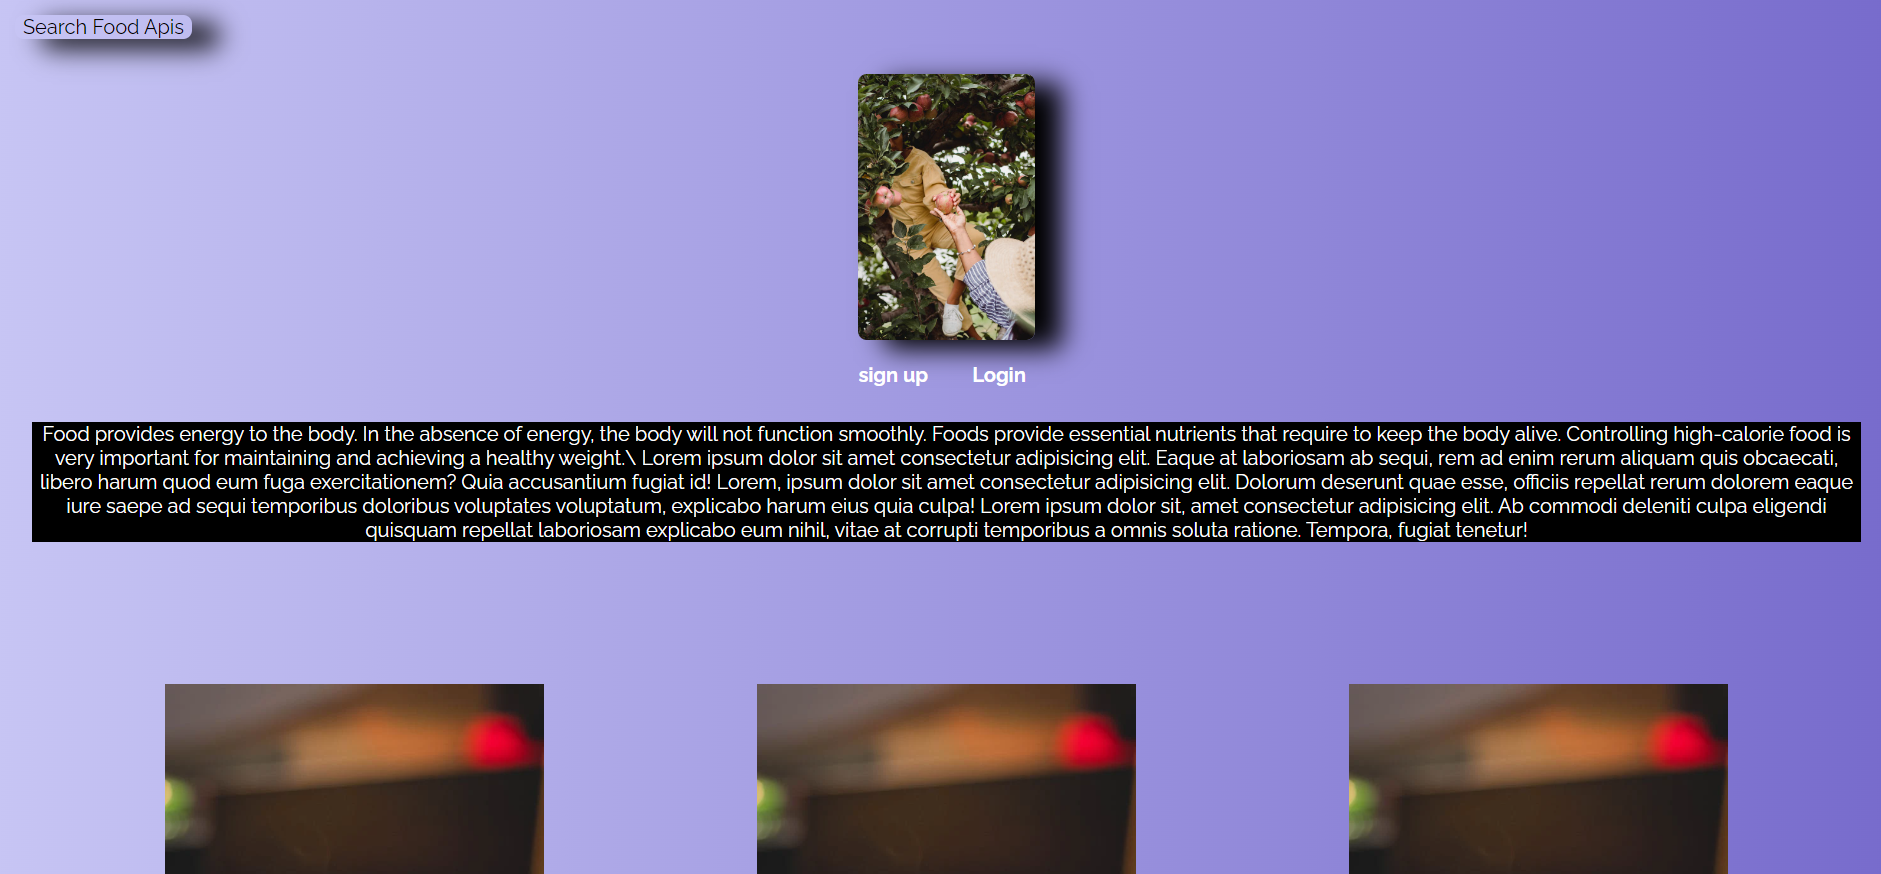 Search Food Apis
sign up Login
Food provides energy to the body. In the absence of energy, the body will not function smoothly. Foods provide essential nutrients that require to keep the body alive. Controlling high-calorie food is
very important for maintaining and achieving a healthy weight.\ Lorem ipsum dolor sit amet consectetur adipisicing elit. Eaque at laboriosam ab sequi, rem ad enim rerum aliquam quis obcaecati,
libero harum quod eum fuga exercitationem? Quia accusantium fugiat id! Lorem, ipsum dolor sit amet consectetur adipisicing elit. Dolorum deserunt quae esse, officiis repellat rerum dolorem eaque
iure saepe ad sequi temporibus doloribus voluptates voluptatum, explicabo harum eius quia culpa! Lorem ipsum dolor sit, amet consectetur adipisicing elit. Ab commodi deleniti culpa eligendi
quisquam repellat laboriosam explicabo eum nihil, vitae at corrupti temporibus a omnis soluta ratione. Tempora, fugiat tenetur!